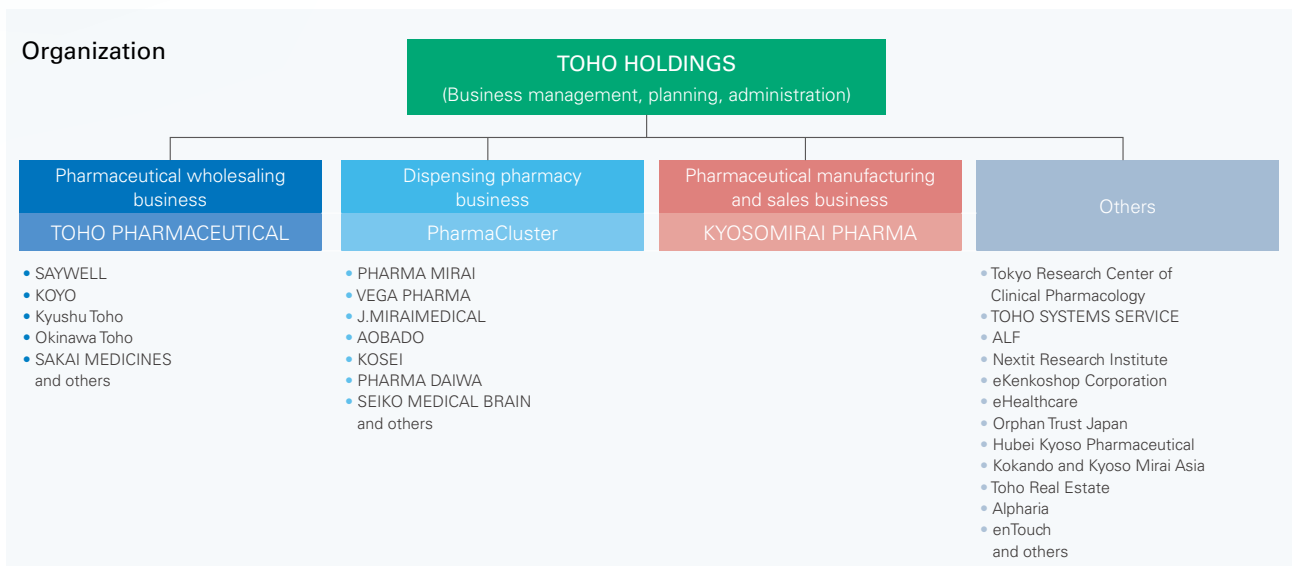 Organization
TOHO HOLDINGS
(Business management, planning, administration)
Pharmaceutical wholesaling
business
TOHO PHARMACEUTICAL
• SAYWELL
• KOYO
• Kyushu Toho
• Okinawa Toho
• SAKAI MEDICINES
and others
Dispensing pharmacy
business
PharmaCluster
• PHARMA MIRAI
• VEGA PHARMA
• J.MIRAIMEDICAL
• AOBADO
• KOSEI
• PHARMA DAIWA
• SEIKO MEDICAL BRAIN
and others
Pharmaceutical manufacturing
and sales business
KYOSOMIRAI PHARMA
Others
• Tokyo Research Center of
Clinical Pharmacology
• TOHO SYSTEMS SERVICE
• ALF
• Nextit Research Institute
• eKenkoshop Corporation
• eHealthcare
• Orphan Trust Japan
• Hubei Kyoso Pharmaceutical
• Kokando and Kyoso Mirai Asia
• Toho Real Estate
• Alpharia
• enTouch
and others